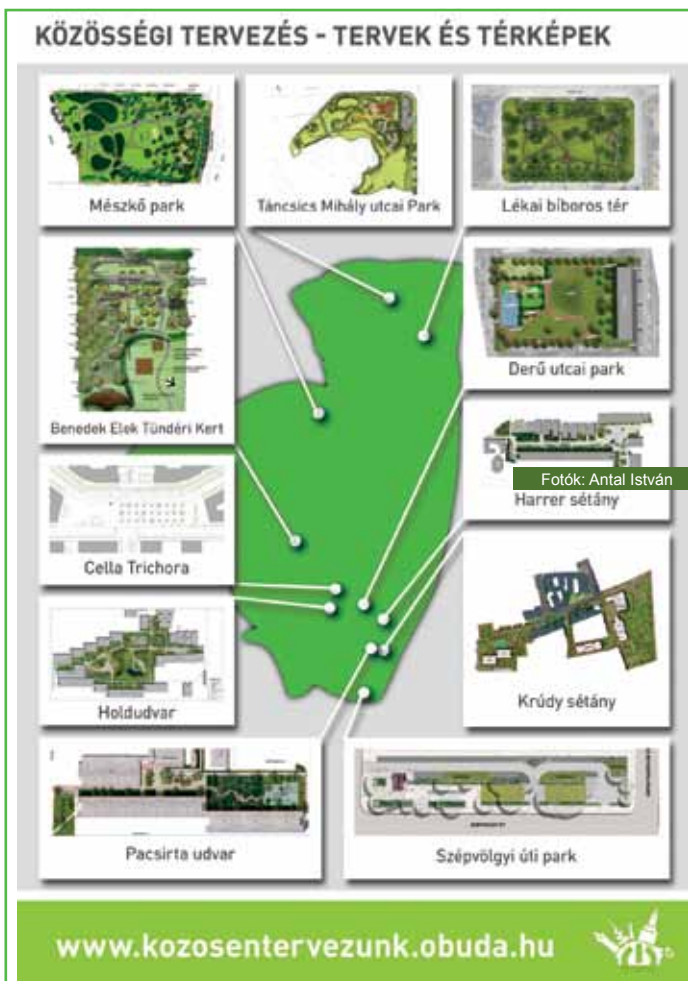 KÖZÖSSÉGI TERVEZÉS - TERVEK ÉS TÉRKÉPEK
Mészkő park
Táncsics Mihály utcai Park
Lékai bíboros tér
Benedek Elek Tündéri Kert
Derű utcai park
Fotók: Antal István
Harrer sétány
Cella Trichora
Holdudvar
Krúdy sétány
Pacsirta udvar
Szépvölgyi úti park
www.kozosentervezunk.obuda.hu